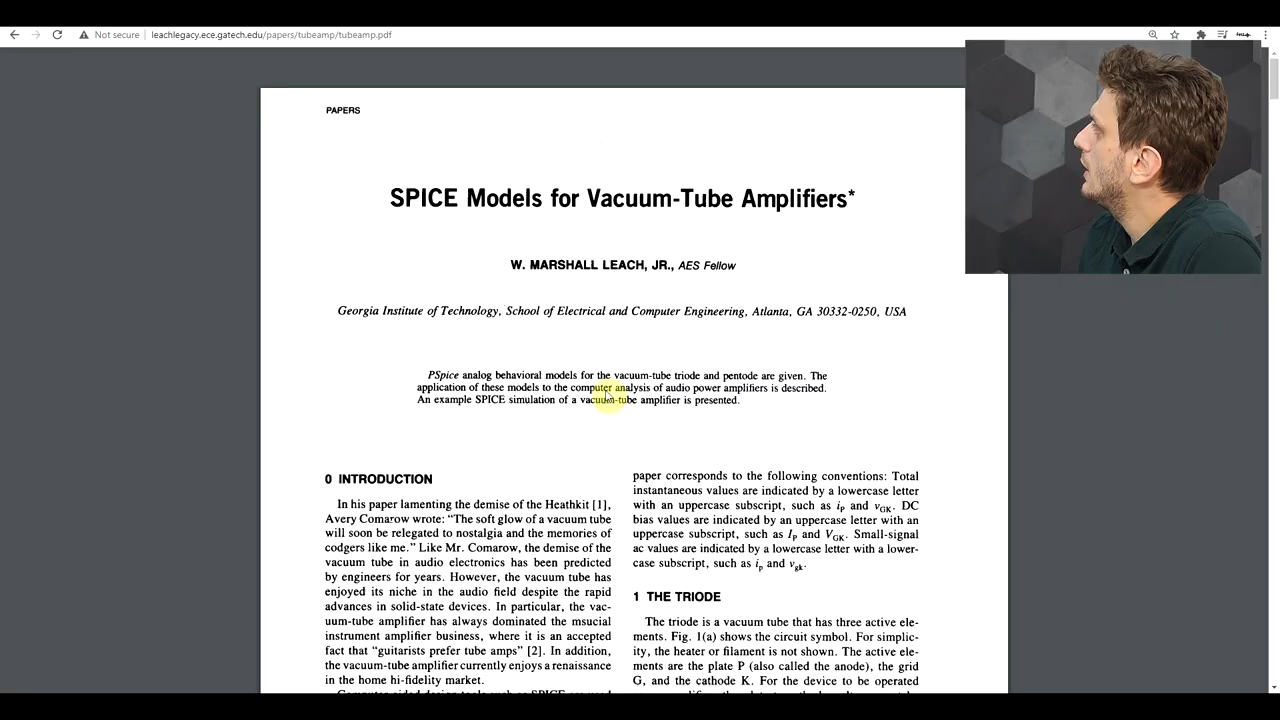 Not secure
leachlegacy.ece.gatech.edu/papers/tubeamp/tubeamp.pdf
PAPERS
SPICE Models for Vacuum-Tube Amplifiers*
W. MARSHALL LEACH, JR., AES Fellow
Georgia Institute of Technology, School of Electrical and Computer Engineering, Atlanta, GA 30332-0250, USA
PSpice analog behavioral models for the vacuum-tube triode and pentode are given. The
application of these models to the computer analysis of audio power amplifiers is described.
An example SPICE simulation of a vacuum-tube amplifier is presented.
0 INTRODUCTION
In his paper lamenting the demise of the Heathkit [1],
Avery Comarow wrote: “The soft glow of a vacuum tube
will soon be relegated to nostalgia and the memories of
codgers like me.” Like Mr. Comarow, the demise of the
vacuum tube in audio electronics has been predicted
by engineers for years. However, the vacuum tube has
enjoyed its niche in the audio field despite the rapid
advances in solid-state devices. In particular, the vac-
uum-tube amplifier has always dominated the msucial
instrument amplifier business, where it is an accepted
fact that “guitarists prefer tube amps” [2]. In addition,
the vacuum-tube amplifier currently enjoys a renaissance
in the home hi-fidelity market.
paper corresponds to the following conventions: Total
instantaneous values are indicated by a lowercase letter
with an uppercase subscript, such as iP and vGK. DC
bias values are indicated by an uppercase letter with an
uppercase subscript, such as IP and VGK. Small-signal
ac values are indicated by a lowercase letter with a lower-
case subscript, such as ip and vgk.
1 THE TRIODE
The triode is a vacuum tube that has three active ele-
ments. Fig. 1(a) shows the circuit symbol. For simplic-
ity, the heater or filament is not shown. The active ele-
ments are the plate P (also called the anode), the grid
G, and the cathode K. For the device to be operated